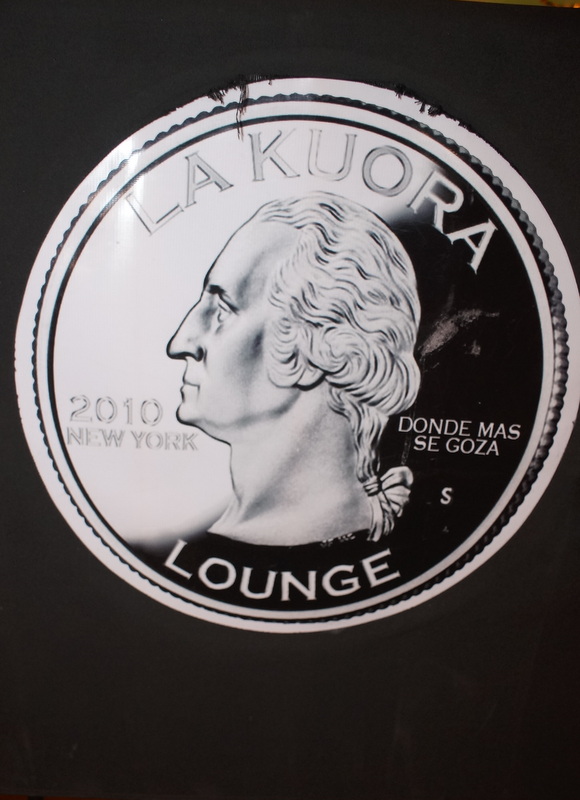 LA KUORA
2010
NEW YORK
DONDE MAS
SE GOZA
S
LOUNGE